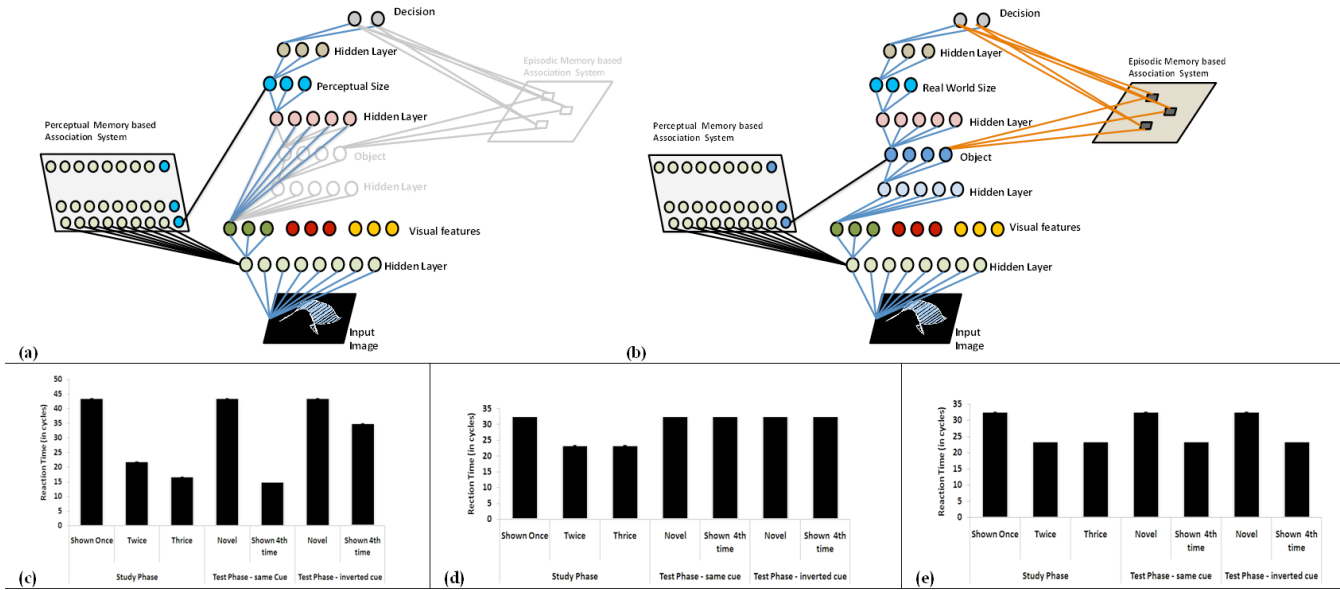 Decision
Hidden Layer
Episodic Memory based
Association System
Perceptual Size
Hidden Layer
Perceptual Memory based
Association System
Object
Hidden Layer
Visual features
Hidden Layer
Input
Image
(a)
Decision
Hidden Layer
Episodic Memory based
Association System
Real World Size
Hidden Layer
Perceptual Memory based
Association System
Object
Hidden Layer
Visual features
Hidden Layer
Input
Image
(b)
Reaction Time (in cycles)
50
45
40
35
30
25
20
15
10
5
0
Shown Once Twice Thrice Novel Shown 4th time Novel Shown 4th time
Study Phase Test Phase - same Cue Test Phase - inverted cue
(c)
Rection Time (in cycles)
35
30
25
20
15
10
5
0
Shown Once Twice Thrice Novel Shown 4th time Novel Shown 4th time
Study Phase Test Phase - same cue Test Phase - inverted cue
(d)
Reaction Time (in cycles)
35
30
25
20
15
10
5
0
Shown Once Twice Thrice Novel Shown 4th time Novel Shown 4th time
Study Phase Test Phase - same cue Test Phase - inverted cue
(e)